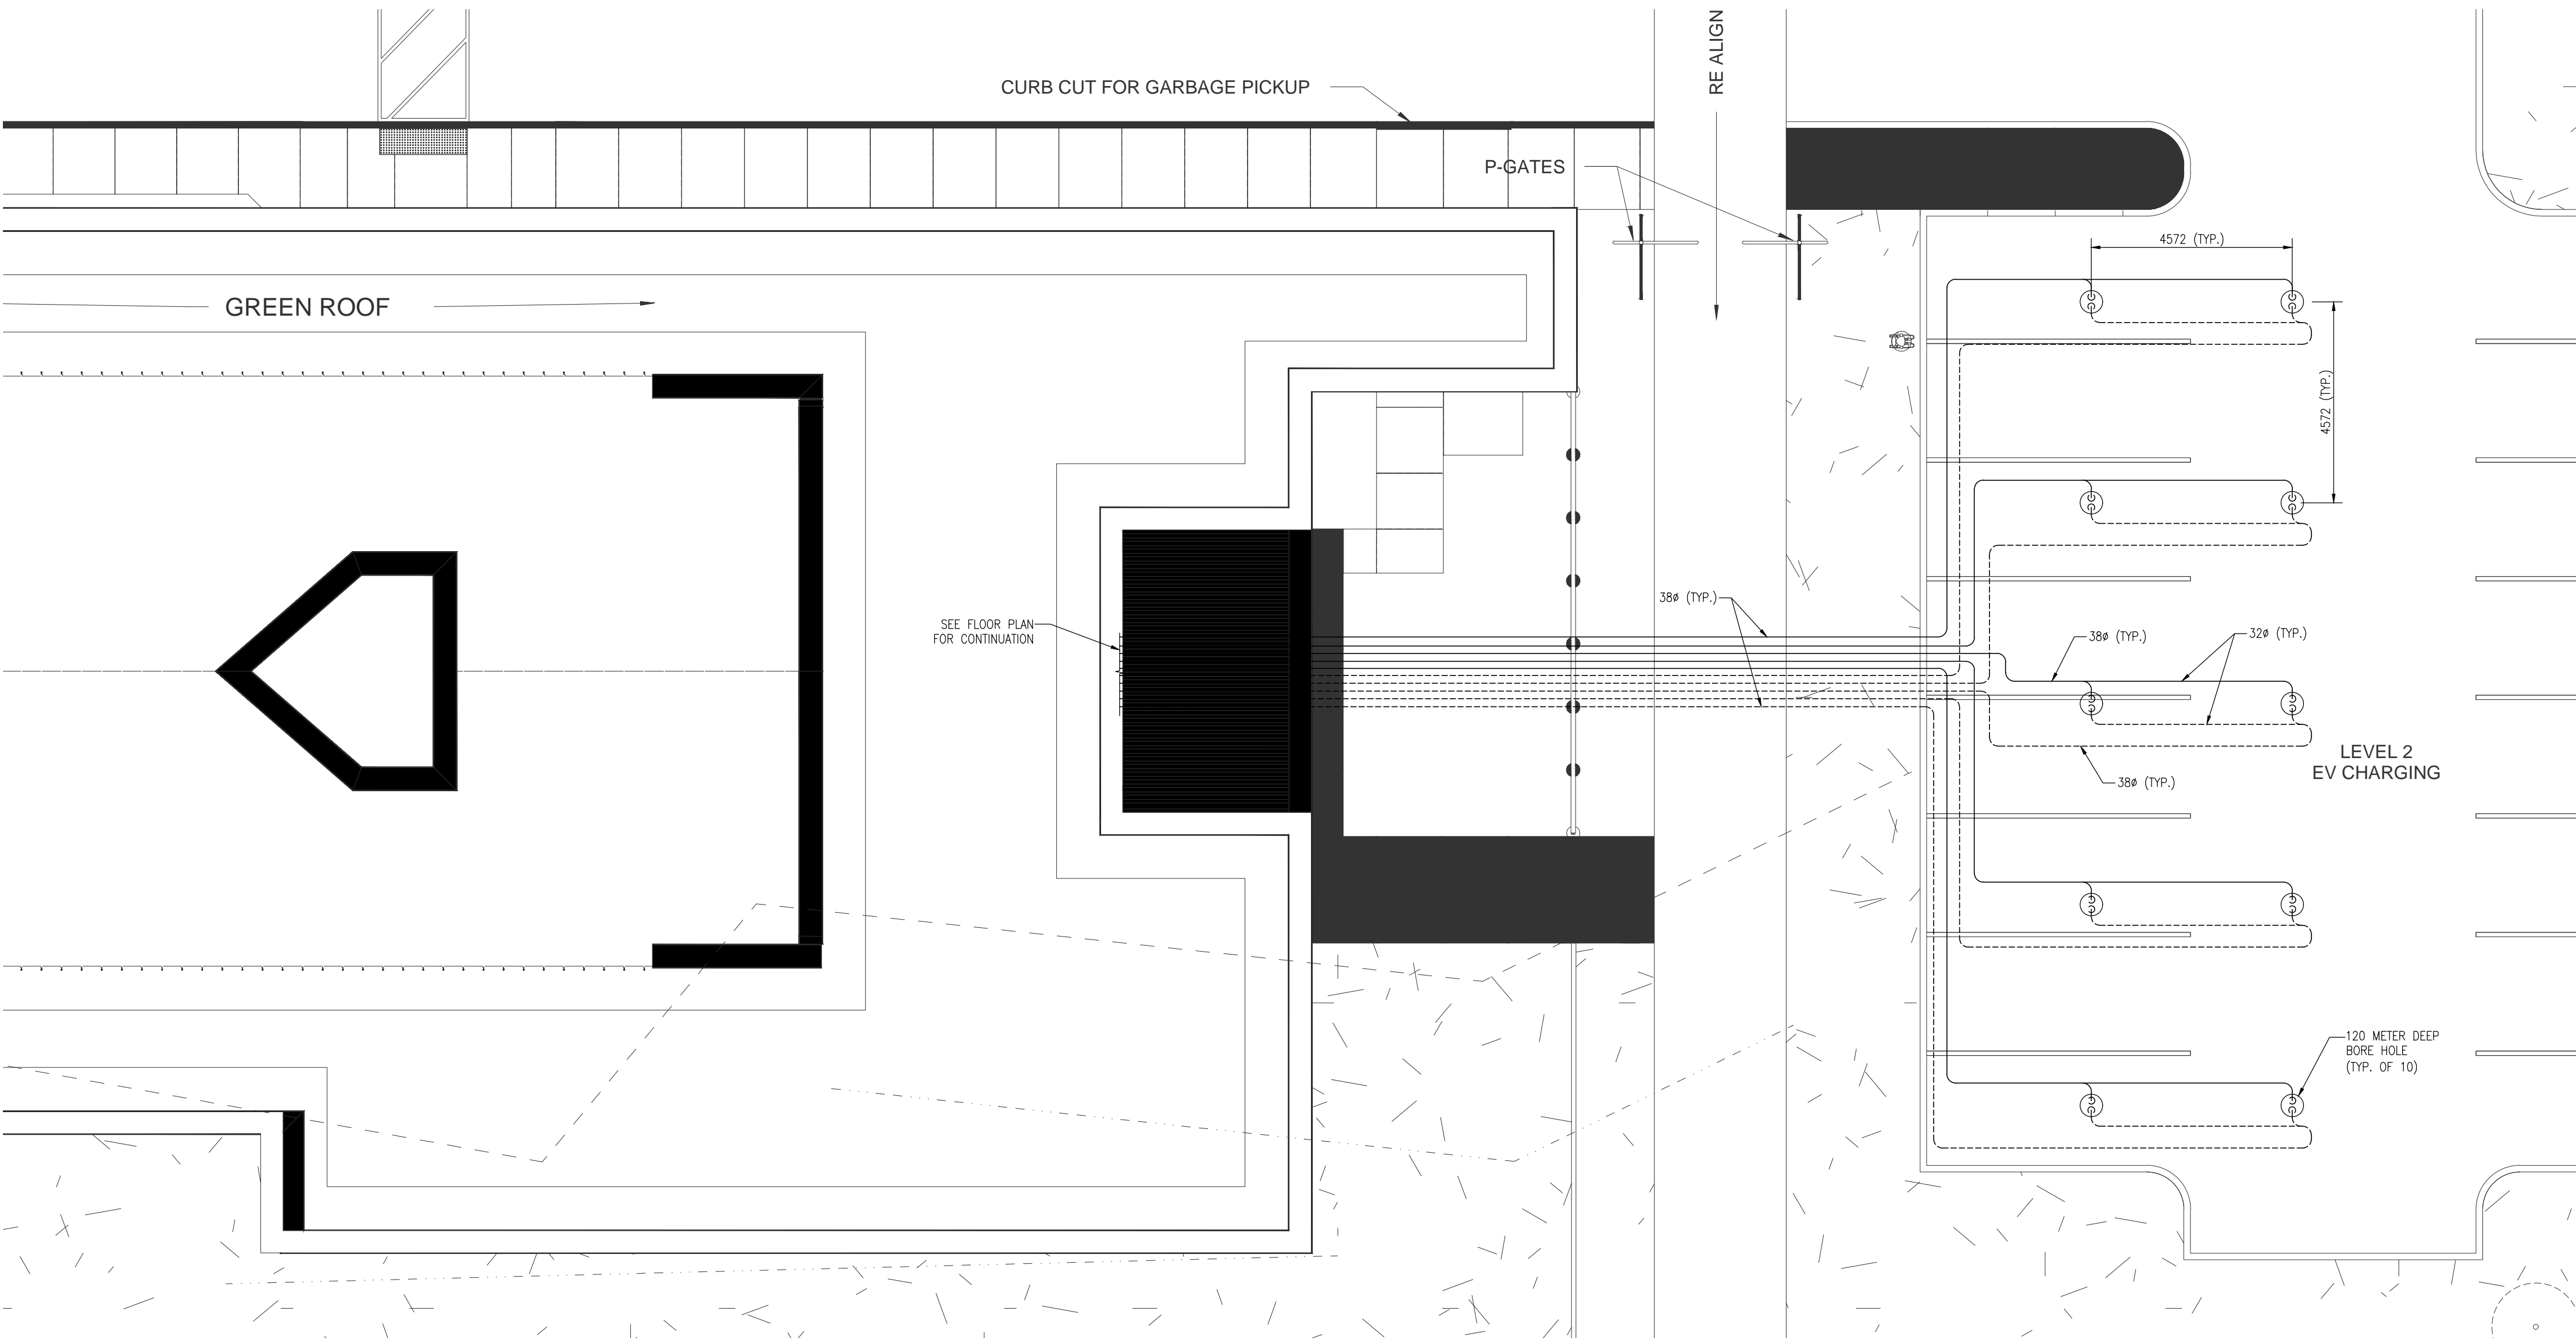 RE ALIGN
CURB CUT FOR GARBAGE PICKUP
P-GATES
4572 (TYP.)
GREEN ROOF
4572 (TYP.)
38ø (TYP.)
SEE FLOOR PLAN
FOR CONTINUATION
38ø (TYP.)
32ø (TYP.)
LEVEL 2
EV CHARGING
38ø (TYP.)
120 METER DEEP
BORE HOLE
(TYP. OF 10)